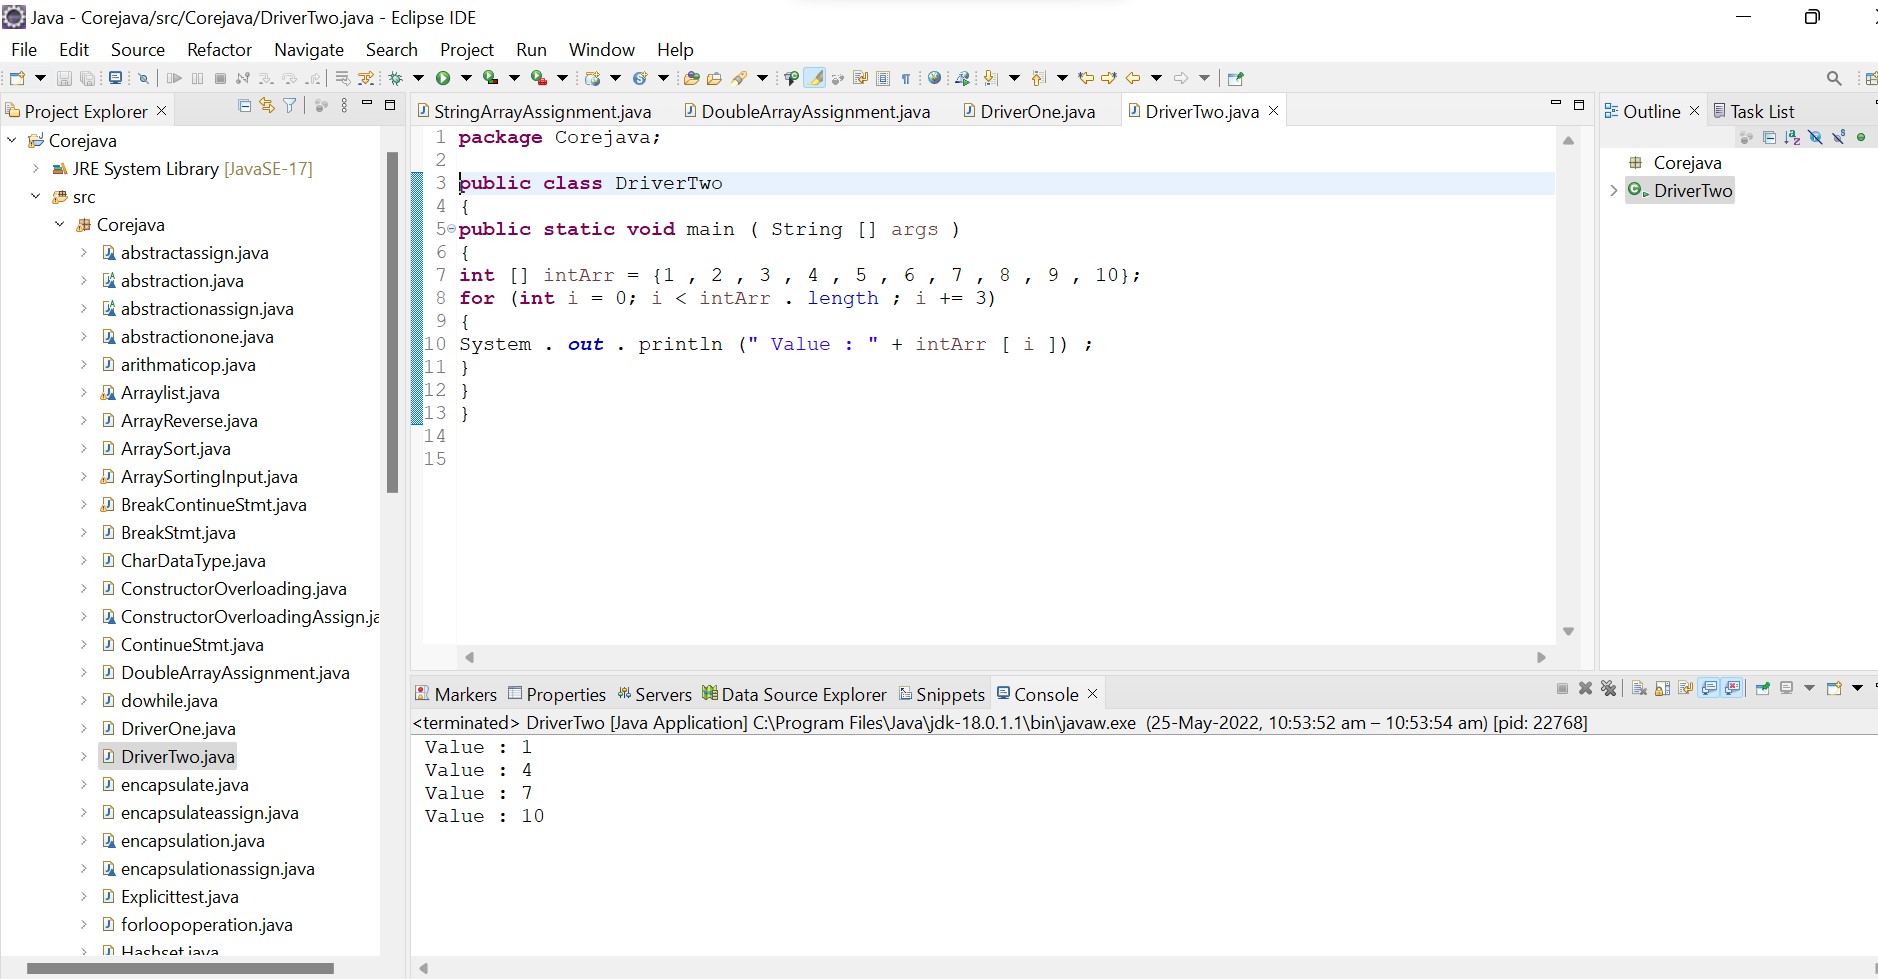 Java - Corejava/src/Corejava/DriverTwo.java - Eclipse IDE
File Edit Source Refactor Navigate Search Project Run Window Help
Project Explorer
Corejava
JRE System Library [JavaSE-17]
src
Corejava
abstractassign.java
abstraction.java
abstractionassign.java
abstractionone.java
arithmaticop.java
Arraylist.java
ArrayReverse.java
ArraySort.java
ArraySortingInput.java
BreakContinueStmt.java
BreakStmt.java
CharDataType.java
ConstructorOverloading.java
ConstructorOverloadingAssign.ja
ContinueStmt.java
DoubleArrayAssignment.java
dowhile.java
DriverOne.java
DriverTwo.java
encapsulate.java
encapsulateassign.java
encapsulation.java
encapsulationassign.java
Explicittest.java
forloopoperation.java
Hashset.java
StringArrayAssignment.java DoubleArrayAssignment.java DriverOne.java DriverTwo.java
1 package Corejava;
2
3 public class DriverTwo
4 {
5 public static void main ( String [] args )
6 {
7 int [] intArr = {1 , 2 , 3 , 4 , 5 , 6 , 7 , 8 , 9 , 10};
8 for (int i = 0; i < intArr . length ; i += 3)
9 {
10 System . out . println (" Value : " + intArr [ i ]) ;
11 }
12 }
13 }
14
15
Outline Task List
Corejava
DriverTwo
Markers Properties Servers Data Source Explorer Snippets Console
<terminated> DriverTwo [Java Application] C:\Program Files\Java\jdk-18.0.1.1\bin\javaw.exe (25-May-2022, 10:53:52 am – 10:53:54 am) [pid: 22768]
Value : 1
Value : 4
Value : 7
Value : 10